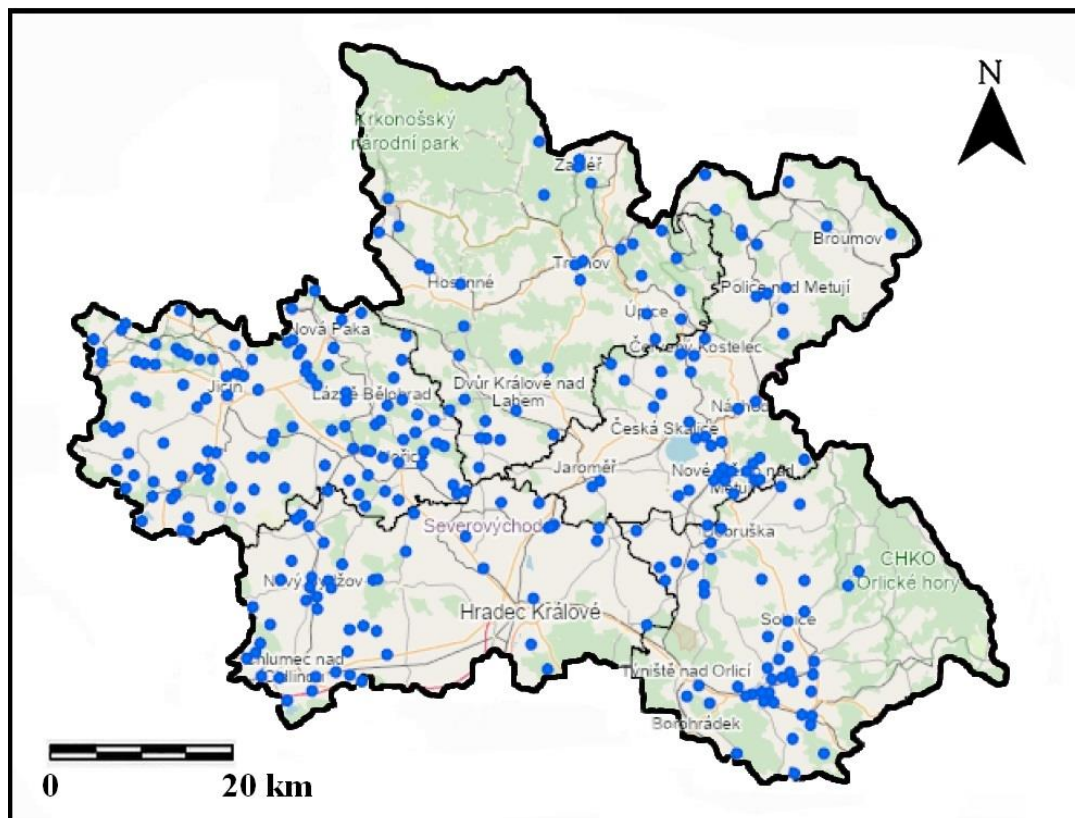 N
Krkonošský
národní park
Žacléř
Broumov
Trutnov
Hostinné
Police nad Metují
Úpice
Nová Paka
Červený Kostelec
Jičín
Dvůr Králové nad
Labem
Lázně Bělohrad
Náchod
Česká Skalice
Hořice
Jaroměř
Nové Město nad
Metují
Severovýchod
Dobruška
CHKO
Orlické hory
Nový Bydžov
Hradec Králové
Solnice
Chlumec nad
Cidlinou
Týniště nad Orlicí
Borohrádek
0 20 km